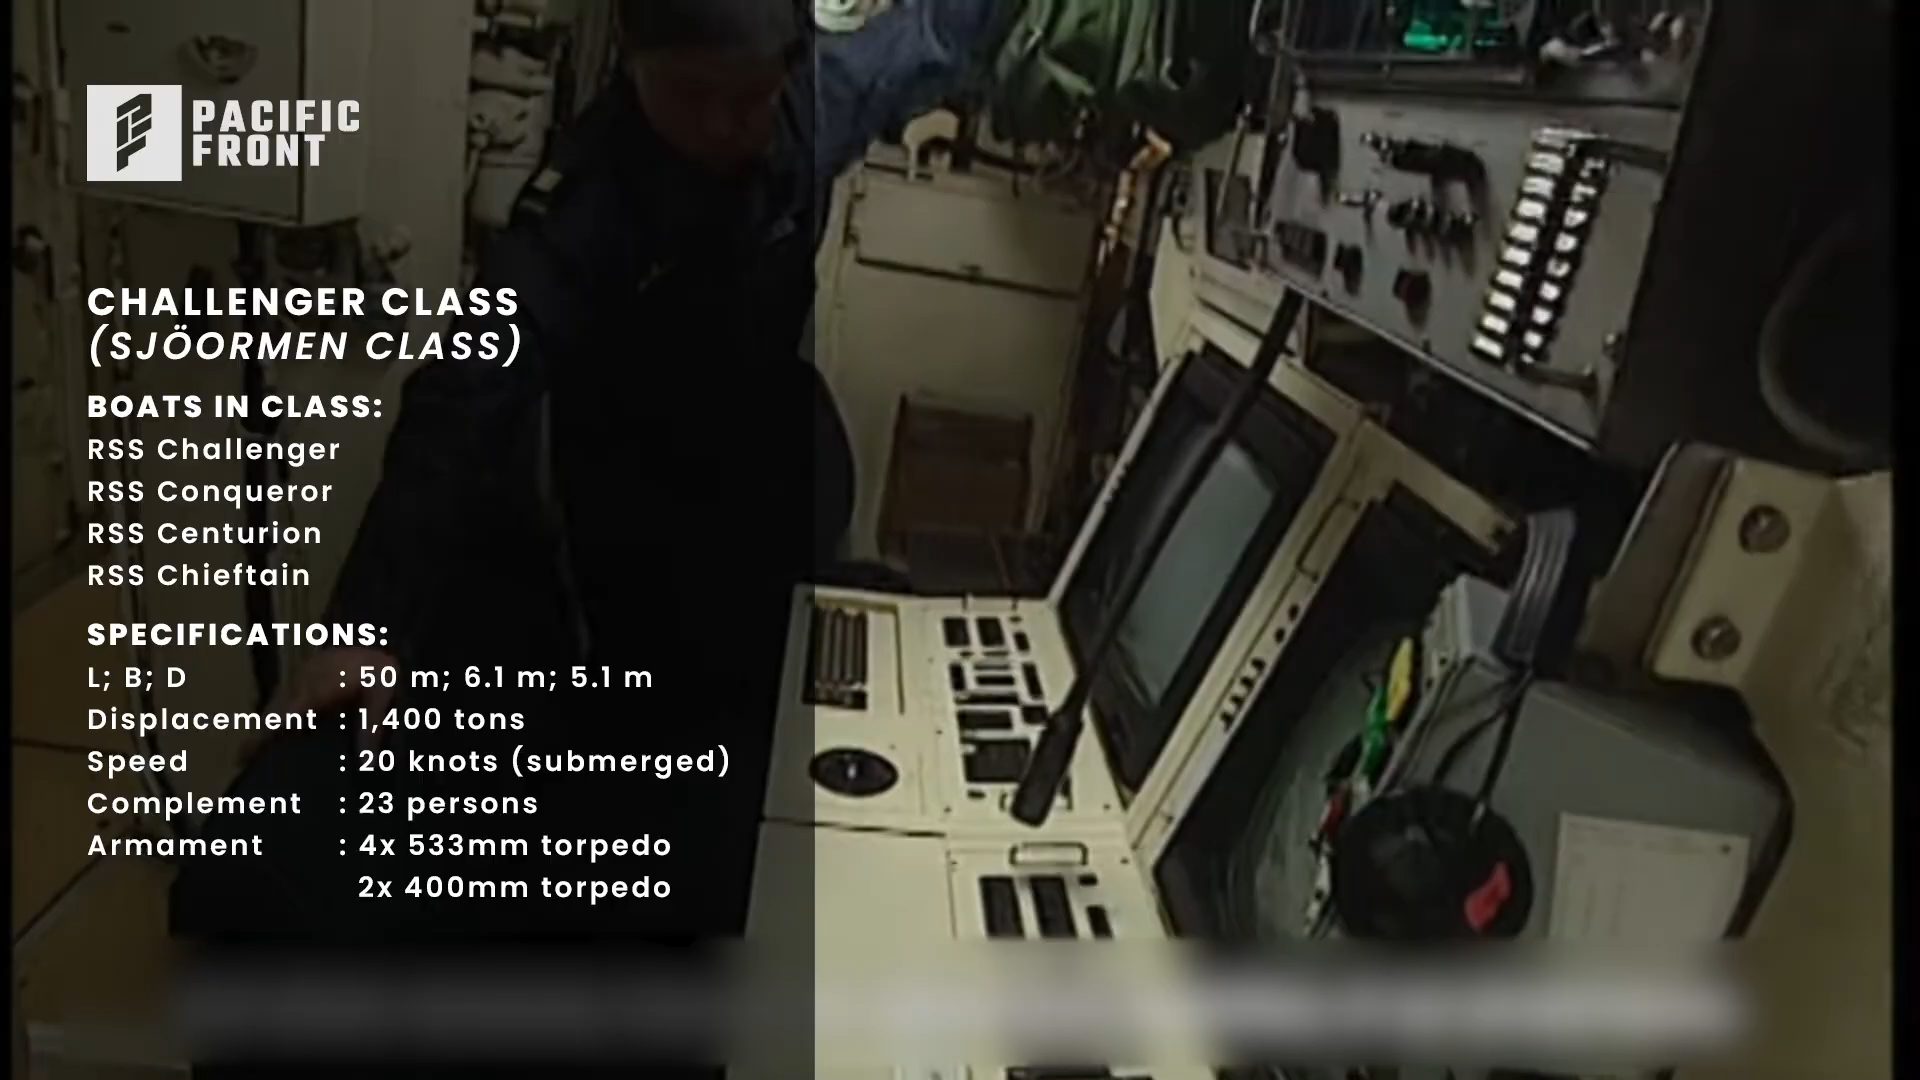 PACIFIC
FRONT
CHALLENGER CLASS
(SJÖORMEN CLASS)
BOATS IN CLASS:
RSS Challenger
RSS Conqueror
RSS Centurion
RSS Chieftain
SPECIFICATIONS:
L; B; D : 50 m; 6.1 m; 5.1 m
Displacement : 1,400 tons
Speed : 20 knots (submerged)
Complement : 23 persons
Armament : 4x 533mm torpedo
2x 400mm torpedo